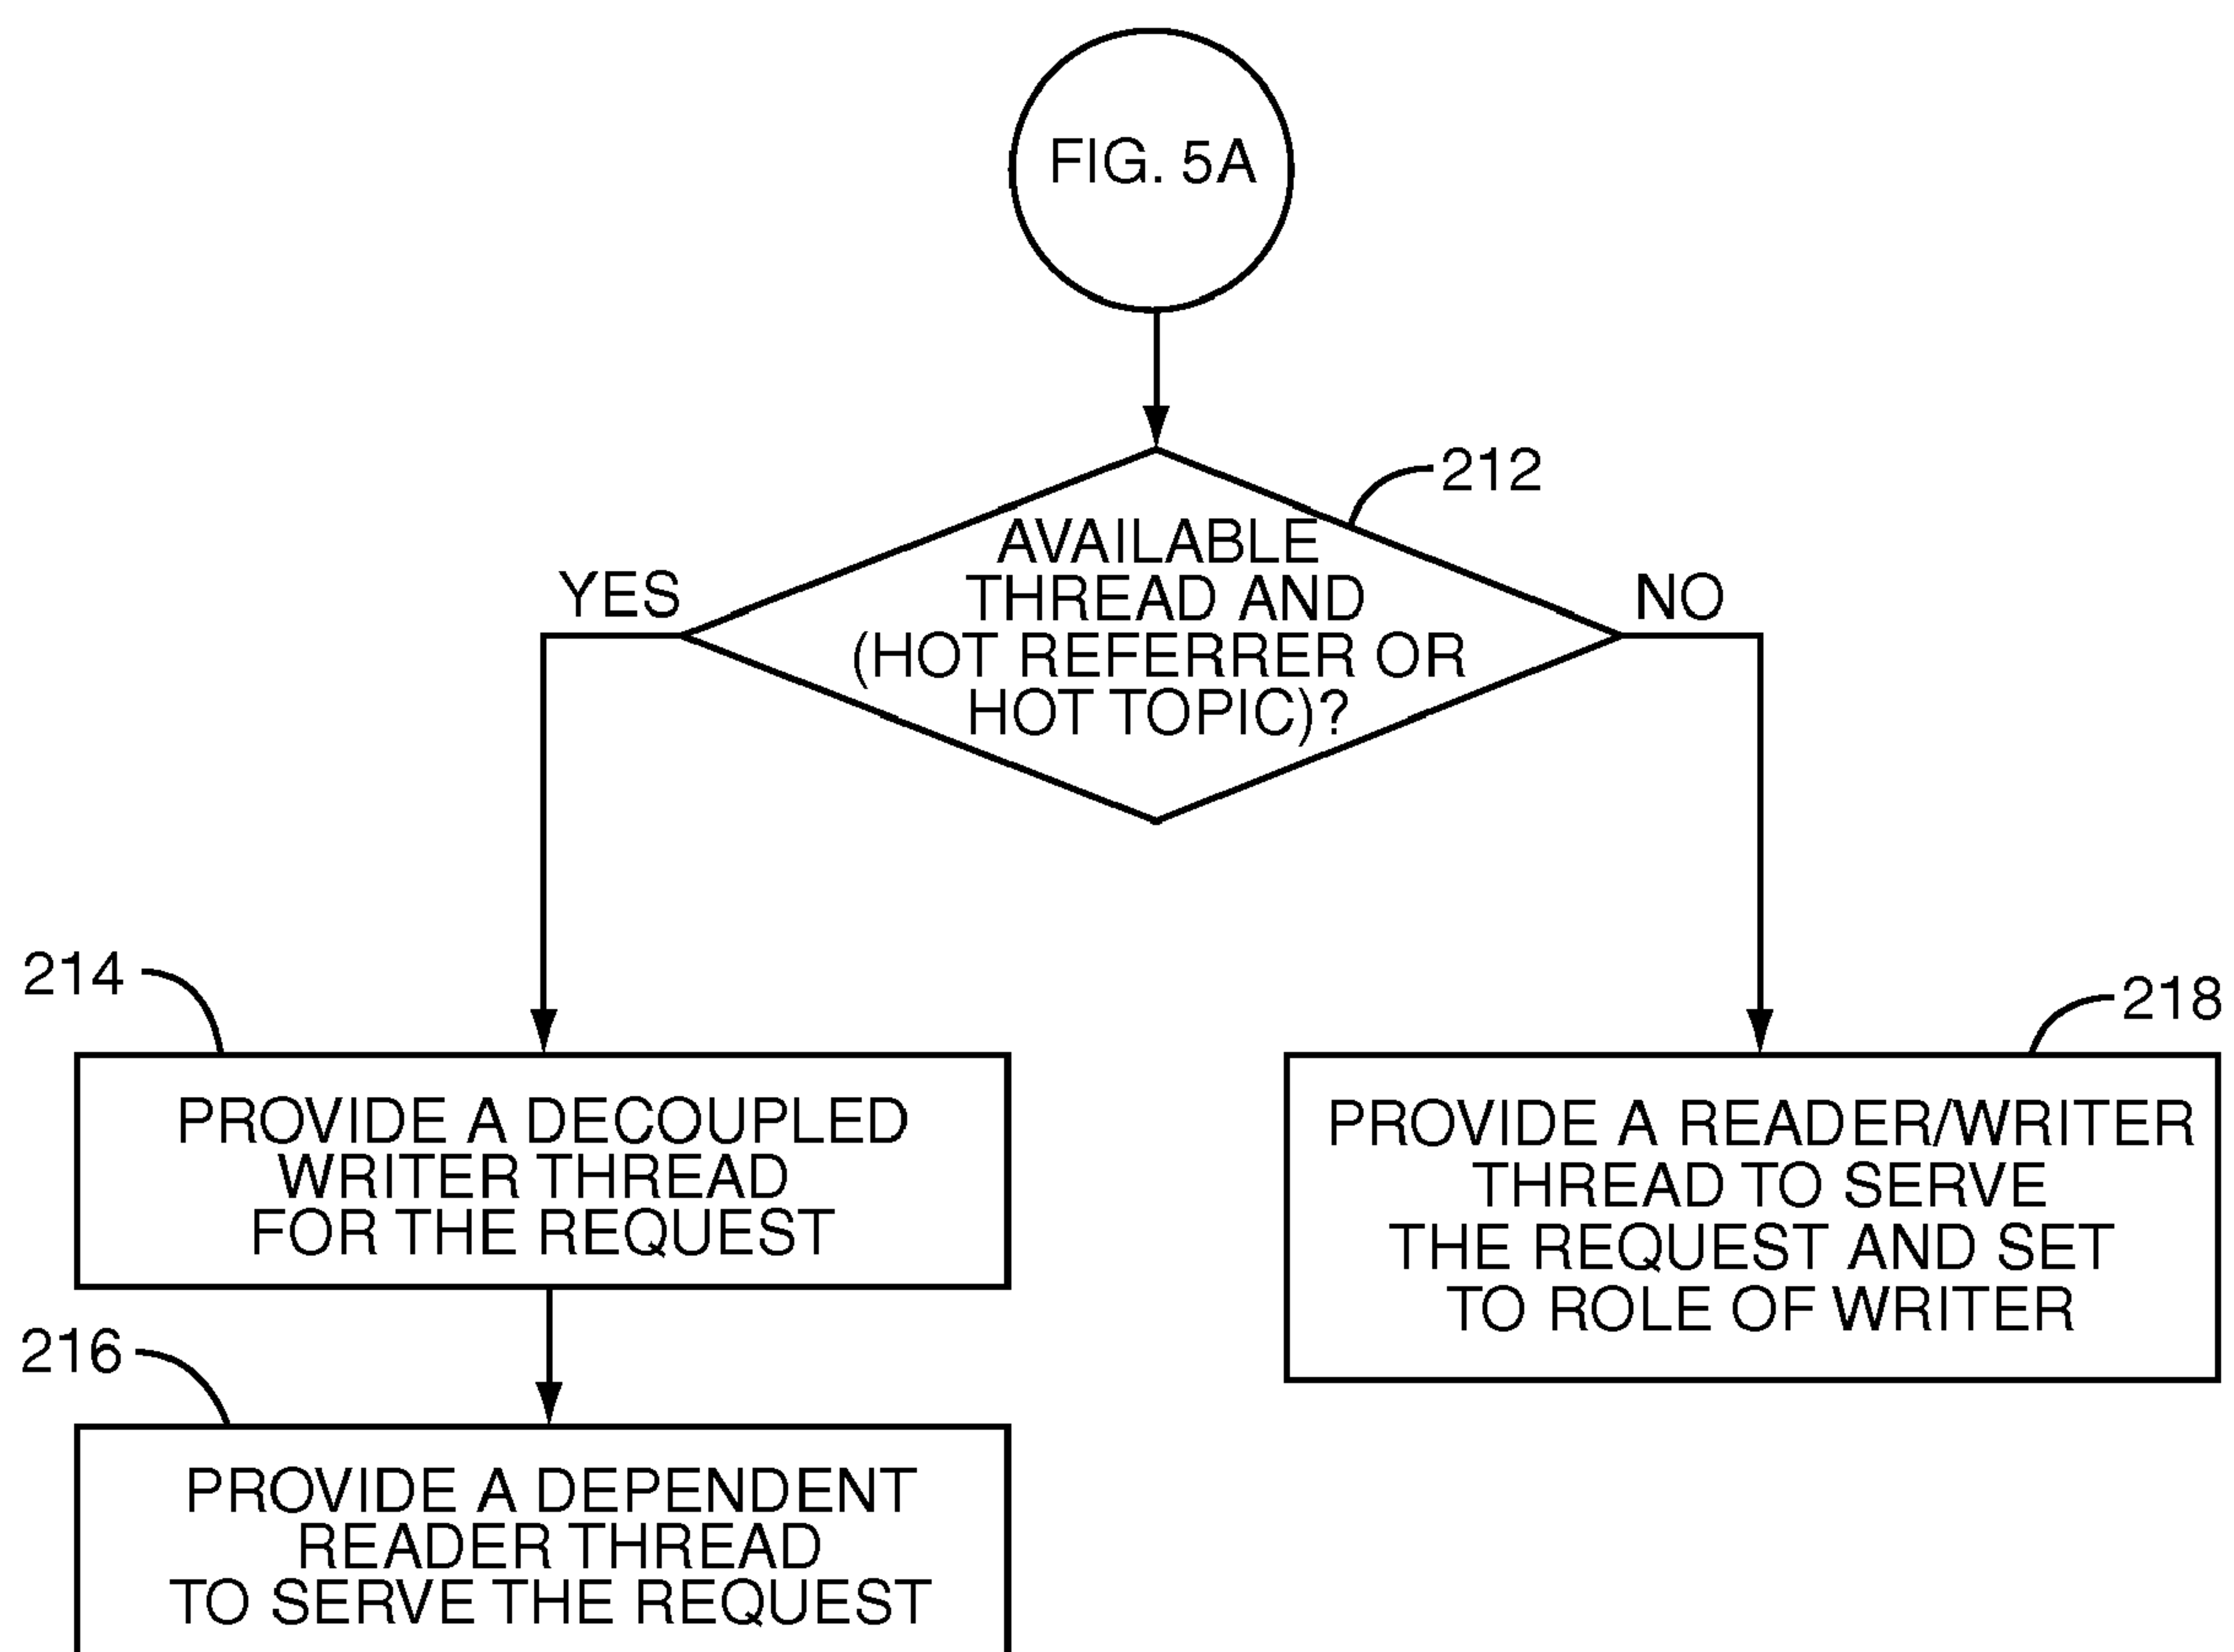 FIG. 5A
212
AVAILABLE
THREAD AND
(HOT REFERRER OR
HOT TOPIC)?
YES
NO
214
PROVIDE A DECOUPLED
WRITER THREAD
FOR THE REQUEST
218
PROVIDE A READER/WRITER
THREAD TO SERVE
THE REQUEST AND SET
TO ROLE OF WRITER
216
PROVIDE A DEPENDENT
READER THREAD
TO SERVE THE REQUEST